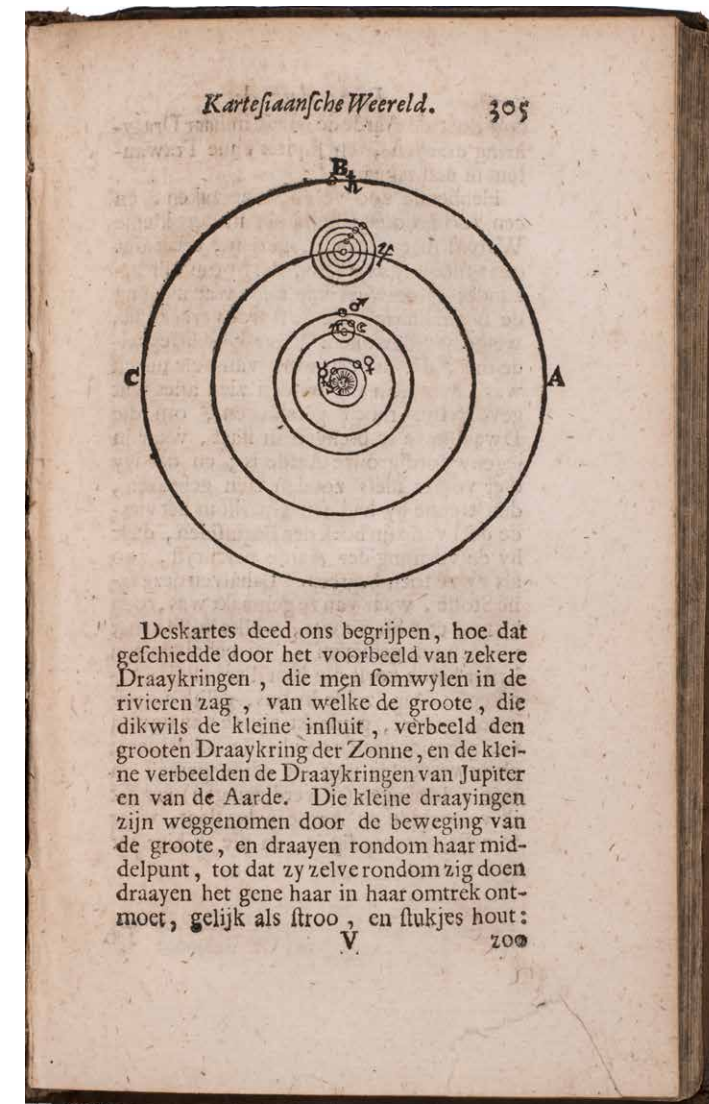 Karteſiaanſche Weereld. 305
B
♄
♃
♂
☾
☿ ♀
C A
Deskartes deed ons begrijpen, hoe dat
geſchiedde door het voorbeeld van zekere
Draaykringen , die men ſomwylen in de
rivieren zag , van welke de groote, die
dikwils de kleine inſluit , verbeeld den
grooten Draaykring der Zonne, en de klei-
ne verbeelden de Draaykringen van Jupiter
en van de Aarde. Die kleine draayingen
zijn weggenomen door de beweging van
de groote, en draayen rondom haar mid-
delpunt, tot dat zy zelve rondom zig doen
draayen het gene haar in haar omtrek ont-
moet, gelijk als ſtroo , en ſtukjes hout:
V zoo